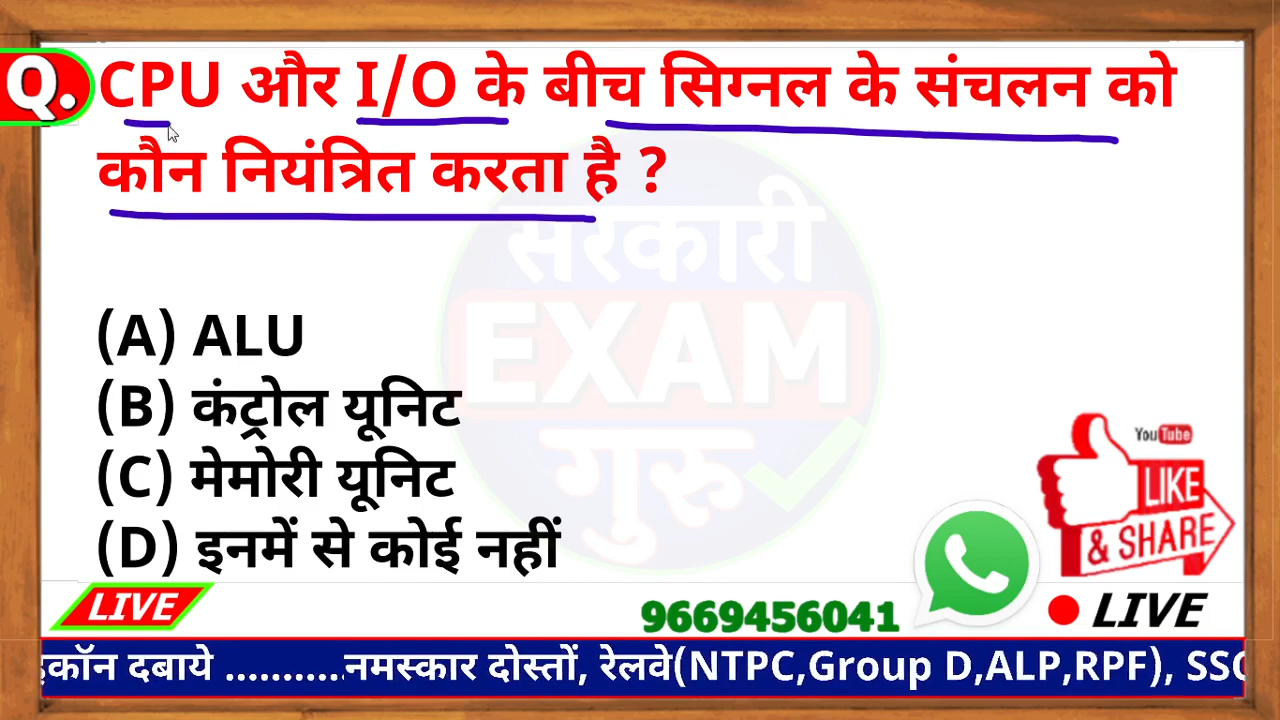 Q. CPU और I/O के बीच सिग्नल के संचलन को
कौन नियंत्रित करता है ?
सरकारी
EXAM
गुरु
(A) ALU
(B) कंट्रोल यूनिट
(C) मेमोरी यूनिट
(D) इनमें से कोई नहीं
YouTube
LIKE
& SHARE
LIVE
9669456041
LIVE
दबाये ...........नमस्कार दोस्तों, रेलवे(NTPC,Group D,ALP,RPF),